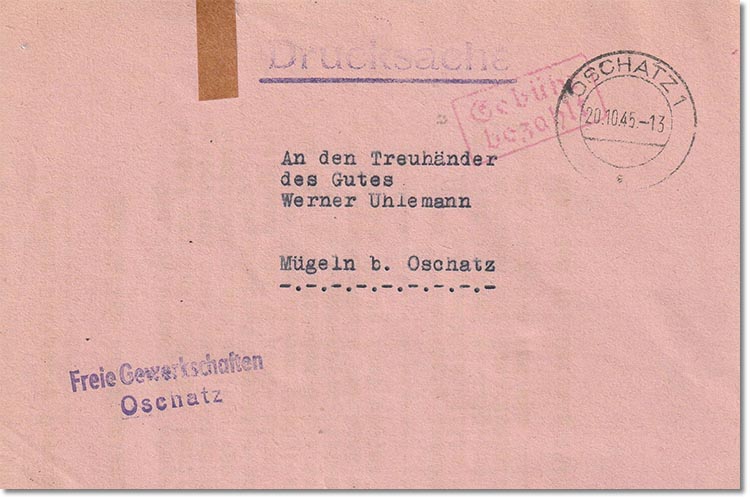 Drucksache
Gebühr
bezahlt
OSCHATZ 1
20.10.45.-13
An den Treuhänder
des Gutes
Werner Uhlemann
Mügeln b. Oschatz
-.-.-.-.-.-.-.-.-
Freie Gewerkschaften
Oschatz